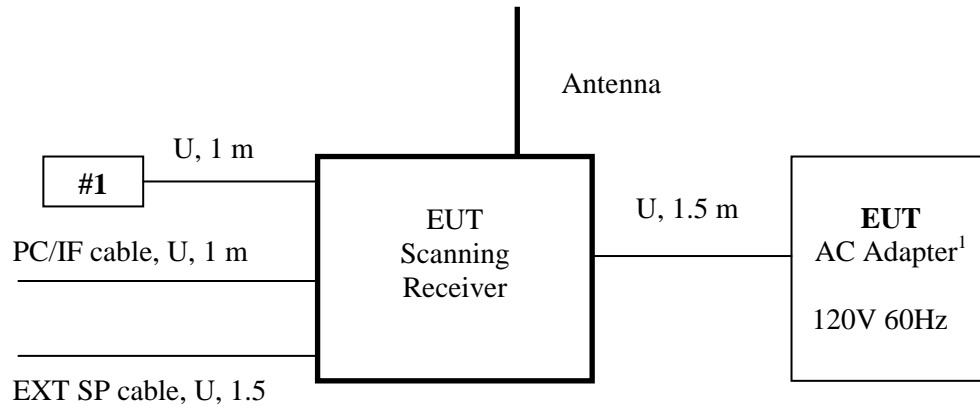 Antenna
U, 1 m
#1
EUT
Scanning
Receiver
PC/IF cable, U, 1 m
EXT SP cable, U, 1.5
U, 1.5 m
EUT
AC Adapter¹
120V 60Hz